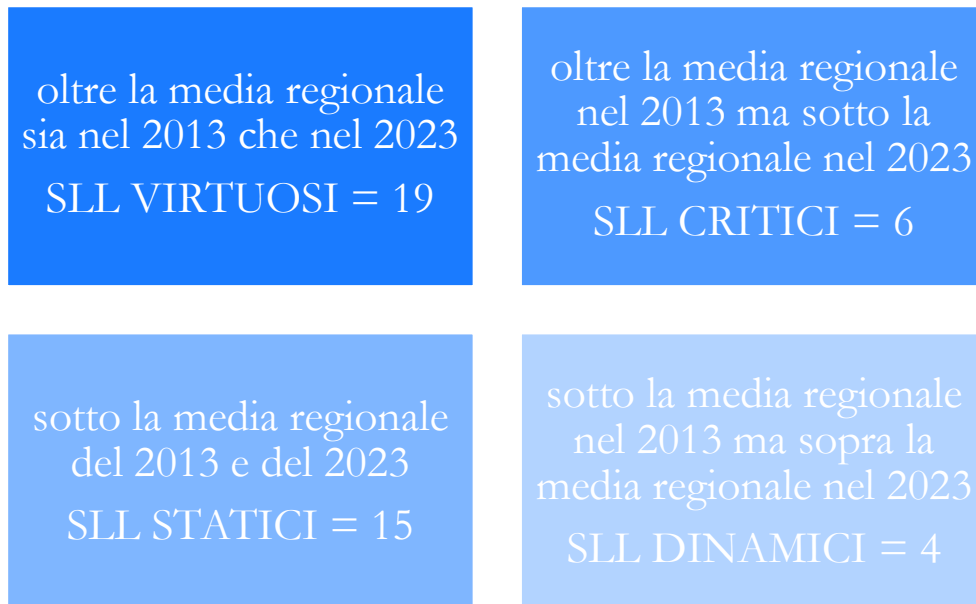 oltre la media regionale
sia nel 2013 che nel 2023
SLL VIRTUOSI = 19
oltre la media regionale
nel 2013 ma sotto la
media regionale nel 2023
SLL CRITICI = 6
sotto la media regionale
del 2013 e del 2023
SLL STATICI = 15
sotto la media regionale
nel 2013 ma sopra la
media regionale nel 2023
SLL DINAMICI = 4